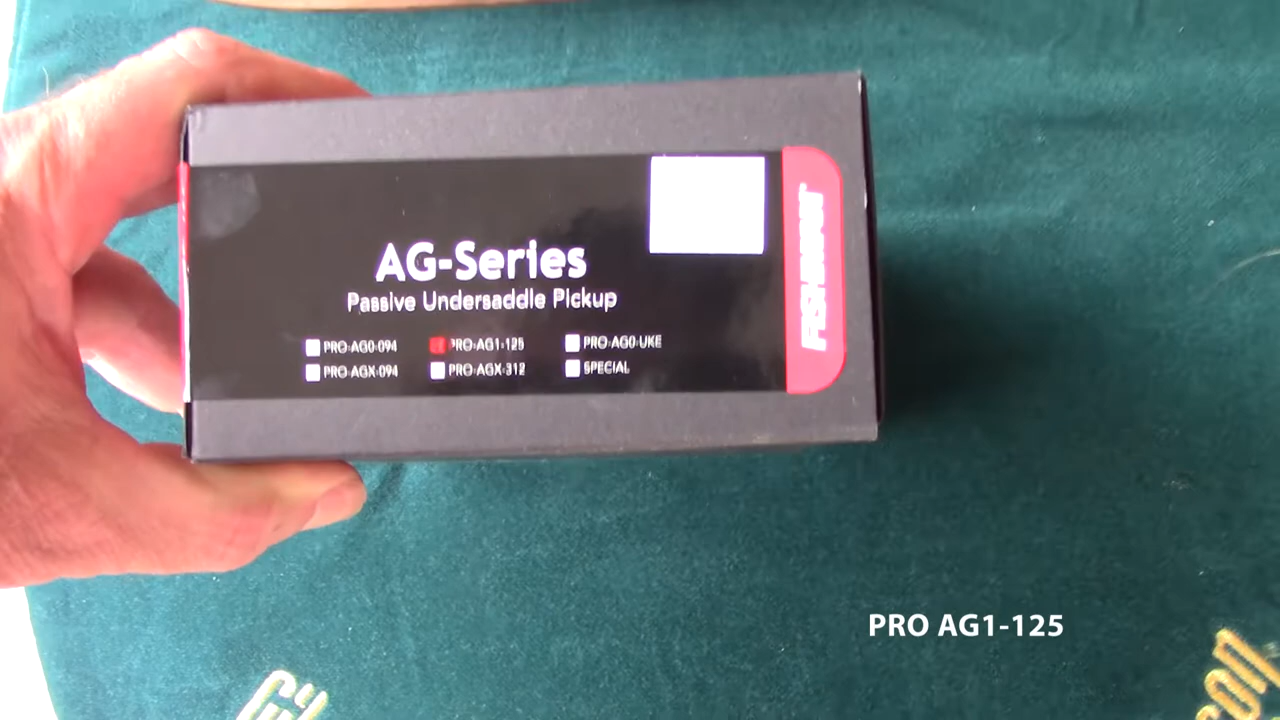 AG-Series
Passive Undersaddle Pickup
PRO-AG0-094 PRO-AG1-125 PRO-AG0-UKE
PRO-AGX-094 PRO-AGX-312 SPECIAL
FISHMAN
PRO AG1-125